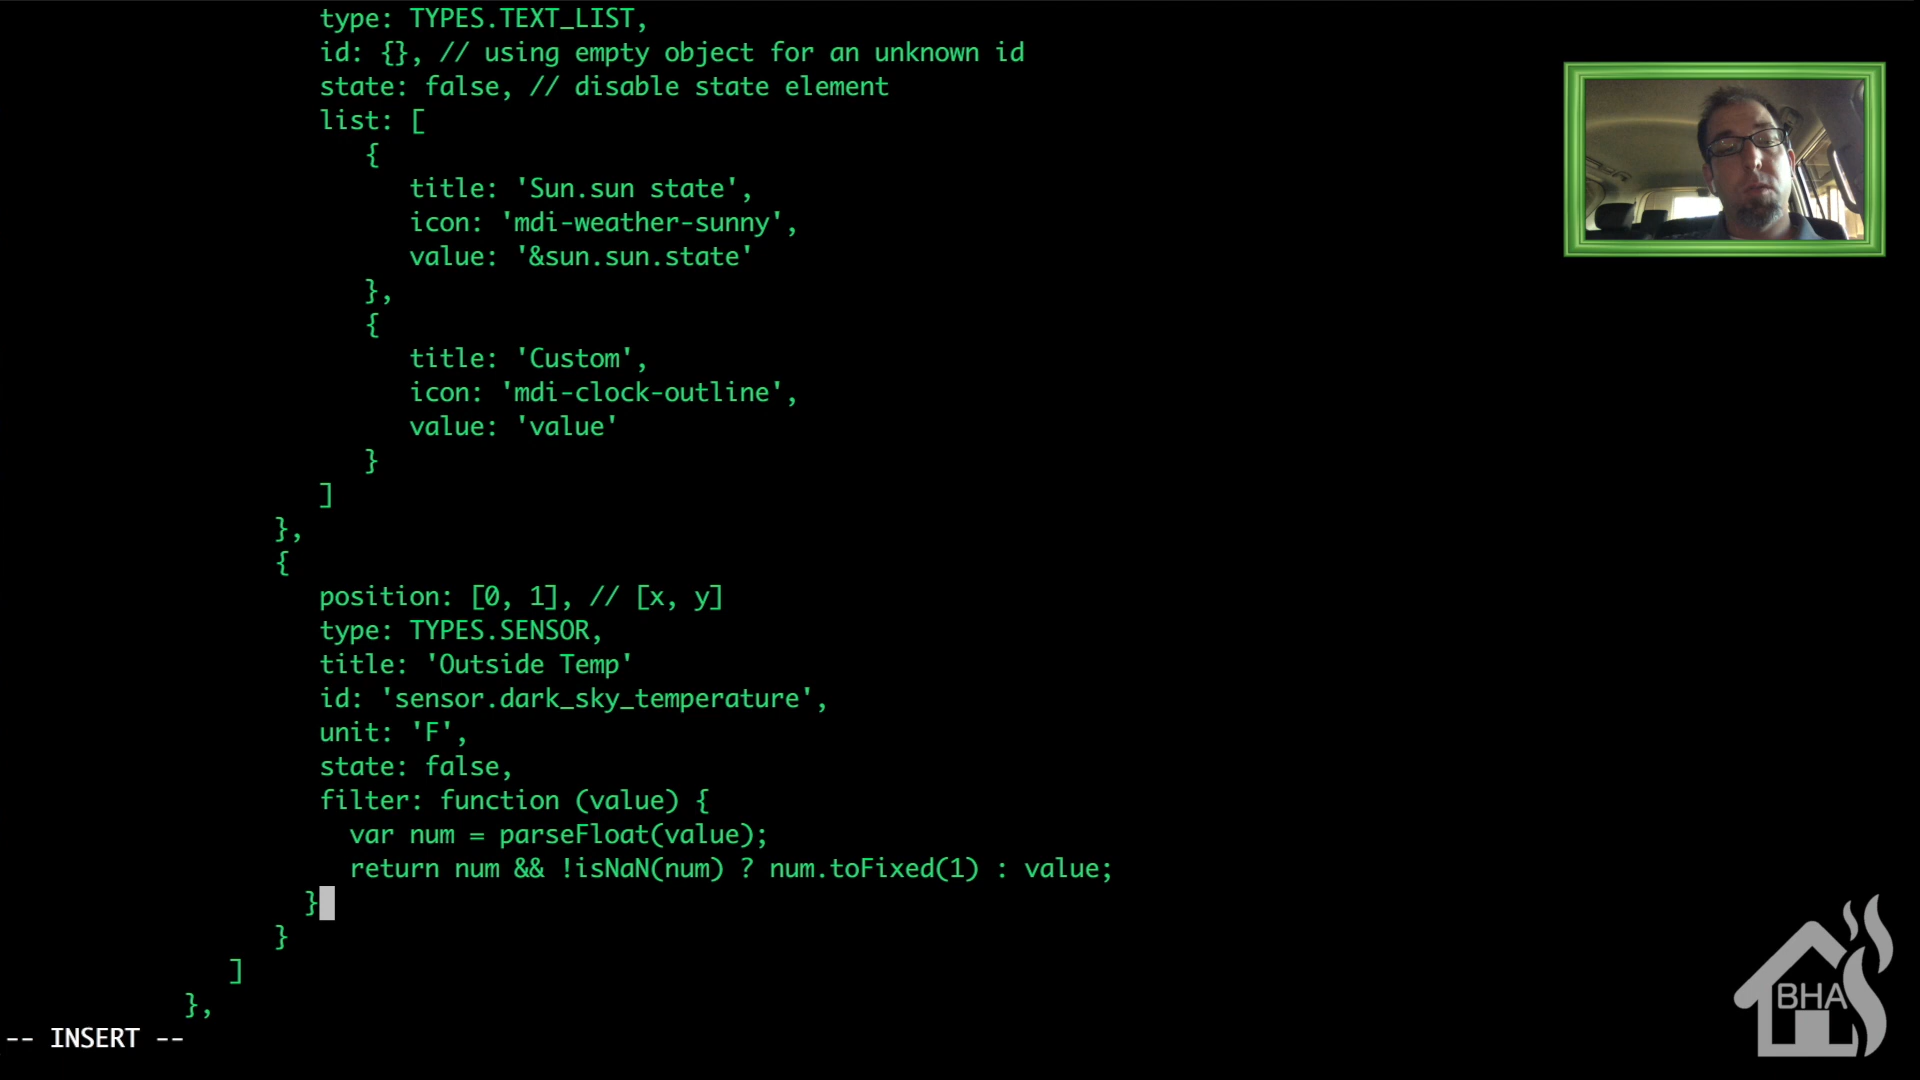 type: TYPES.TEXT_LIST,
id: {}, // using empty object for an unknown id
state: false, // disable state element
list: [
{
title: 'Sun.sun state',
icon: 'mdi-weather-sunny',
value: '&sun.sun.state'
},
{
title: 'Custom',
icon: 'mdi-clock-outline',
value: 'value'
}
]
},
{
position: [0, 1], // [x, y]
type: TYPES.SENSOR,
title: 'Outside Temp'
id: 'sensor.dark_sky_temperature',
unit: 'F',
state: false,
filter: function (value) {
var num = parseFloat(value);
return num && !isNaN(num) ? num.toFixed(1) : value;
}
}
]
},
-- INSERT --
BHA